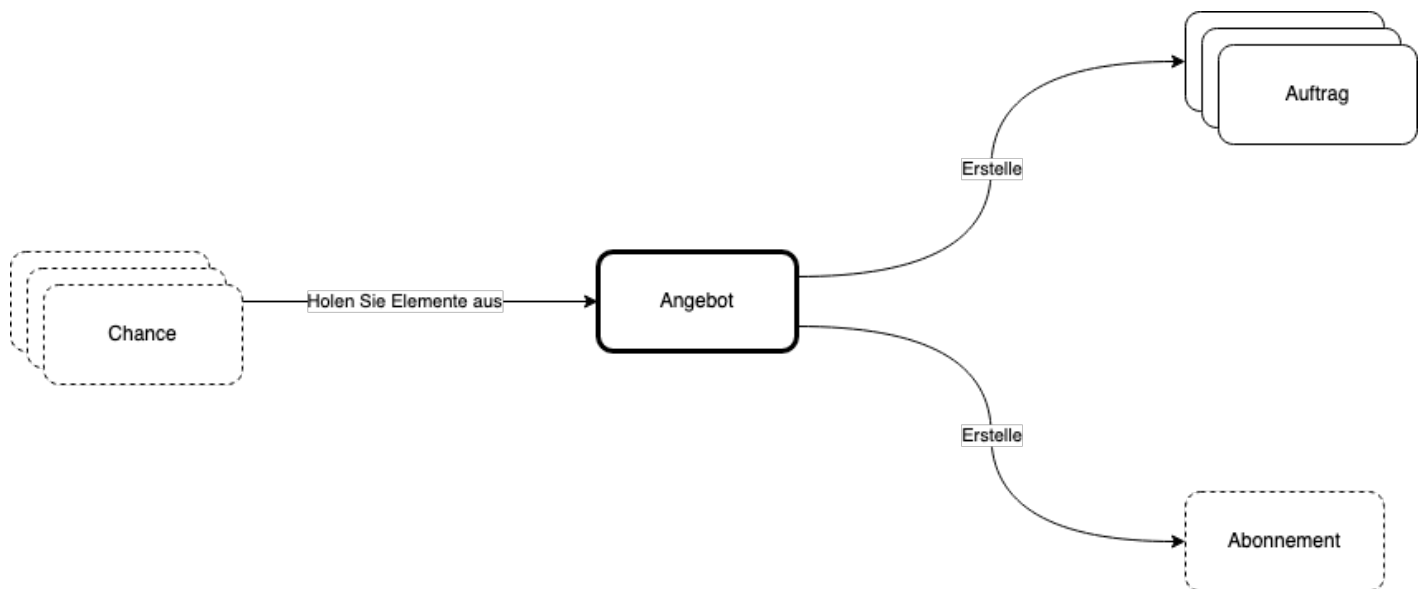 Auftrag
Erstelle
Holen Sie Elemente aus
Angebot
Chance
Erstelle
Abonnement